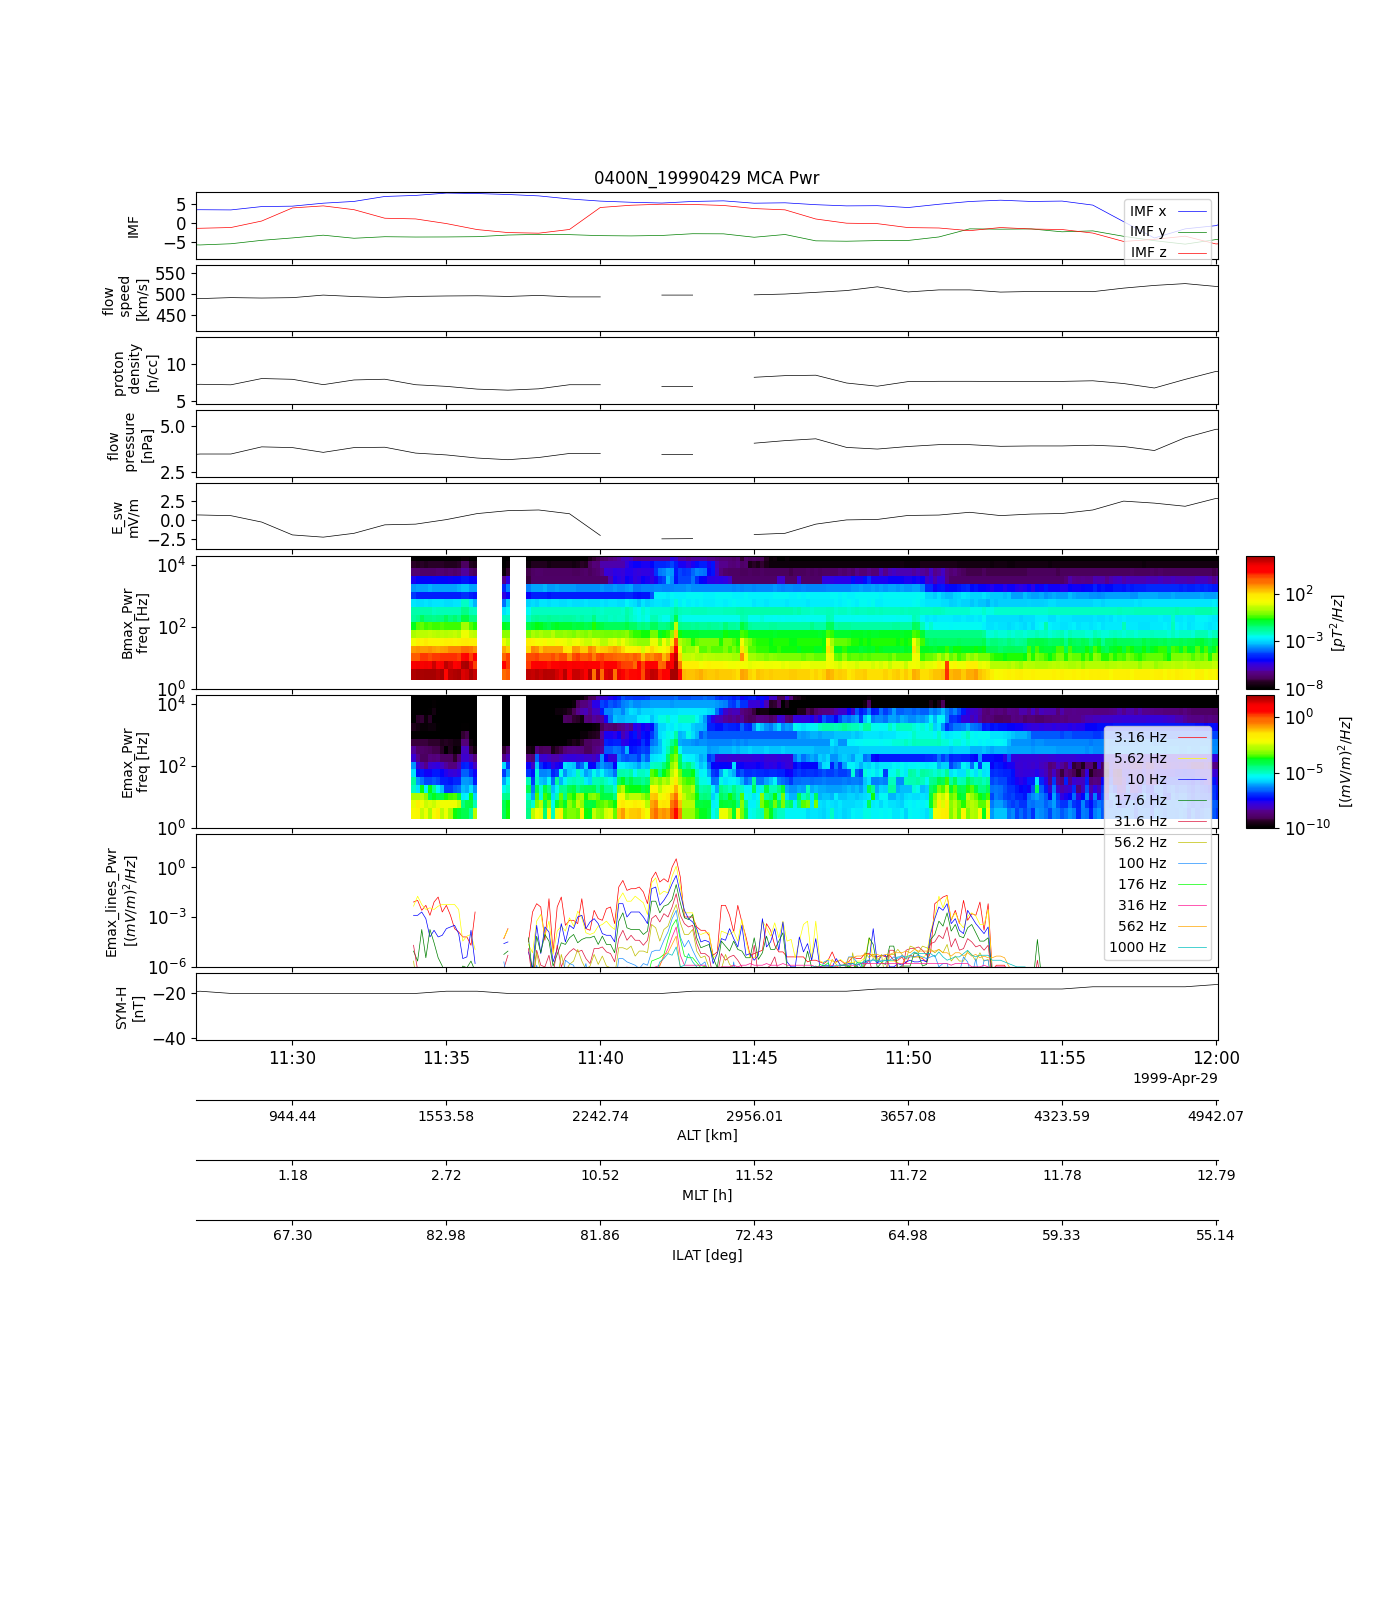 0400N_19990429 MCA Pwr
IMF
5
0
−5
IMF x
IMF y
IMF z
flow
speed
[km/s]
550
500
450
proton
density
[n/cc]
10
5
flow
pressure
[nPa]
5.0
2.5
E_sw
mV/m
2.5
0.0
−2.5
Bmax_Pwr
freq [Hz]
10^4
10^2
10^0
10^2
10^−3
10^−8
[pT^2/Hz]
Emax_Pwr
freq [Hz]
10^4
10^2
10^0
10^0
10^−5
10^−10
[(mV/m)^2/Hz]
3.16 Hz
5.62 Hz
10 Hz
17.6 Hz
31.6 Hz
56.2 Hz
100 Hz
176 Hz
316 Hz
562 Hz
1000 Hz
Emax_lines_Pwr
[(mV/m)^2/Hz]
10^0
10^−3
10^−6
SYM-H
[nT]
−20
−40
11:30 11:35 11:40 11:45 11:50 11:55 12:00
1999-Apr-29
944.44 1553.58 2242.74 2956.01 3657.08 4323.59 4942.07
ALT [km]
1.18 2.72 10.52 11.52 11.72 11.78 12.79
MLT [h]
67.30 82.98 81.86 72.43 64.98 59.33 55.14
ILAT [deg]